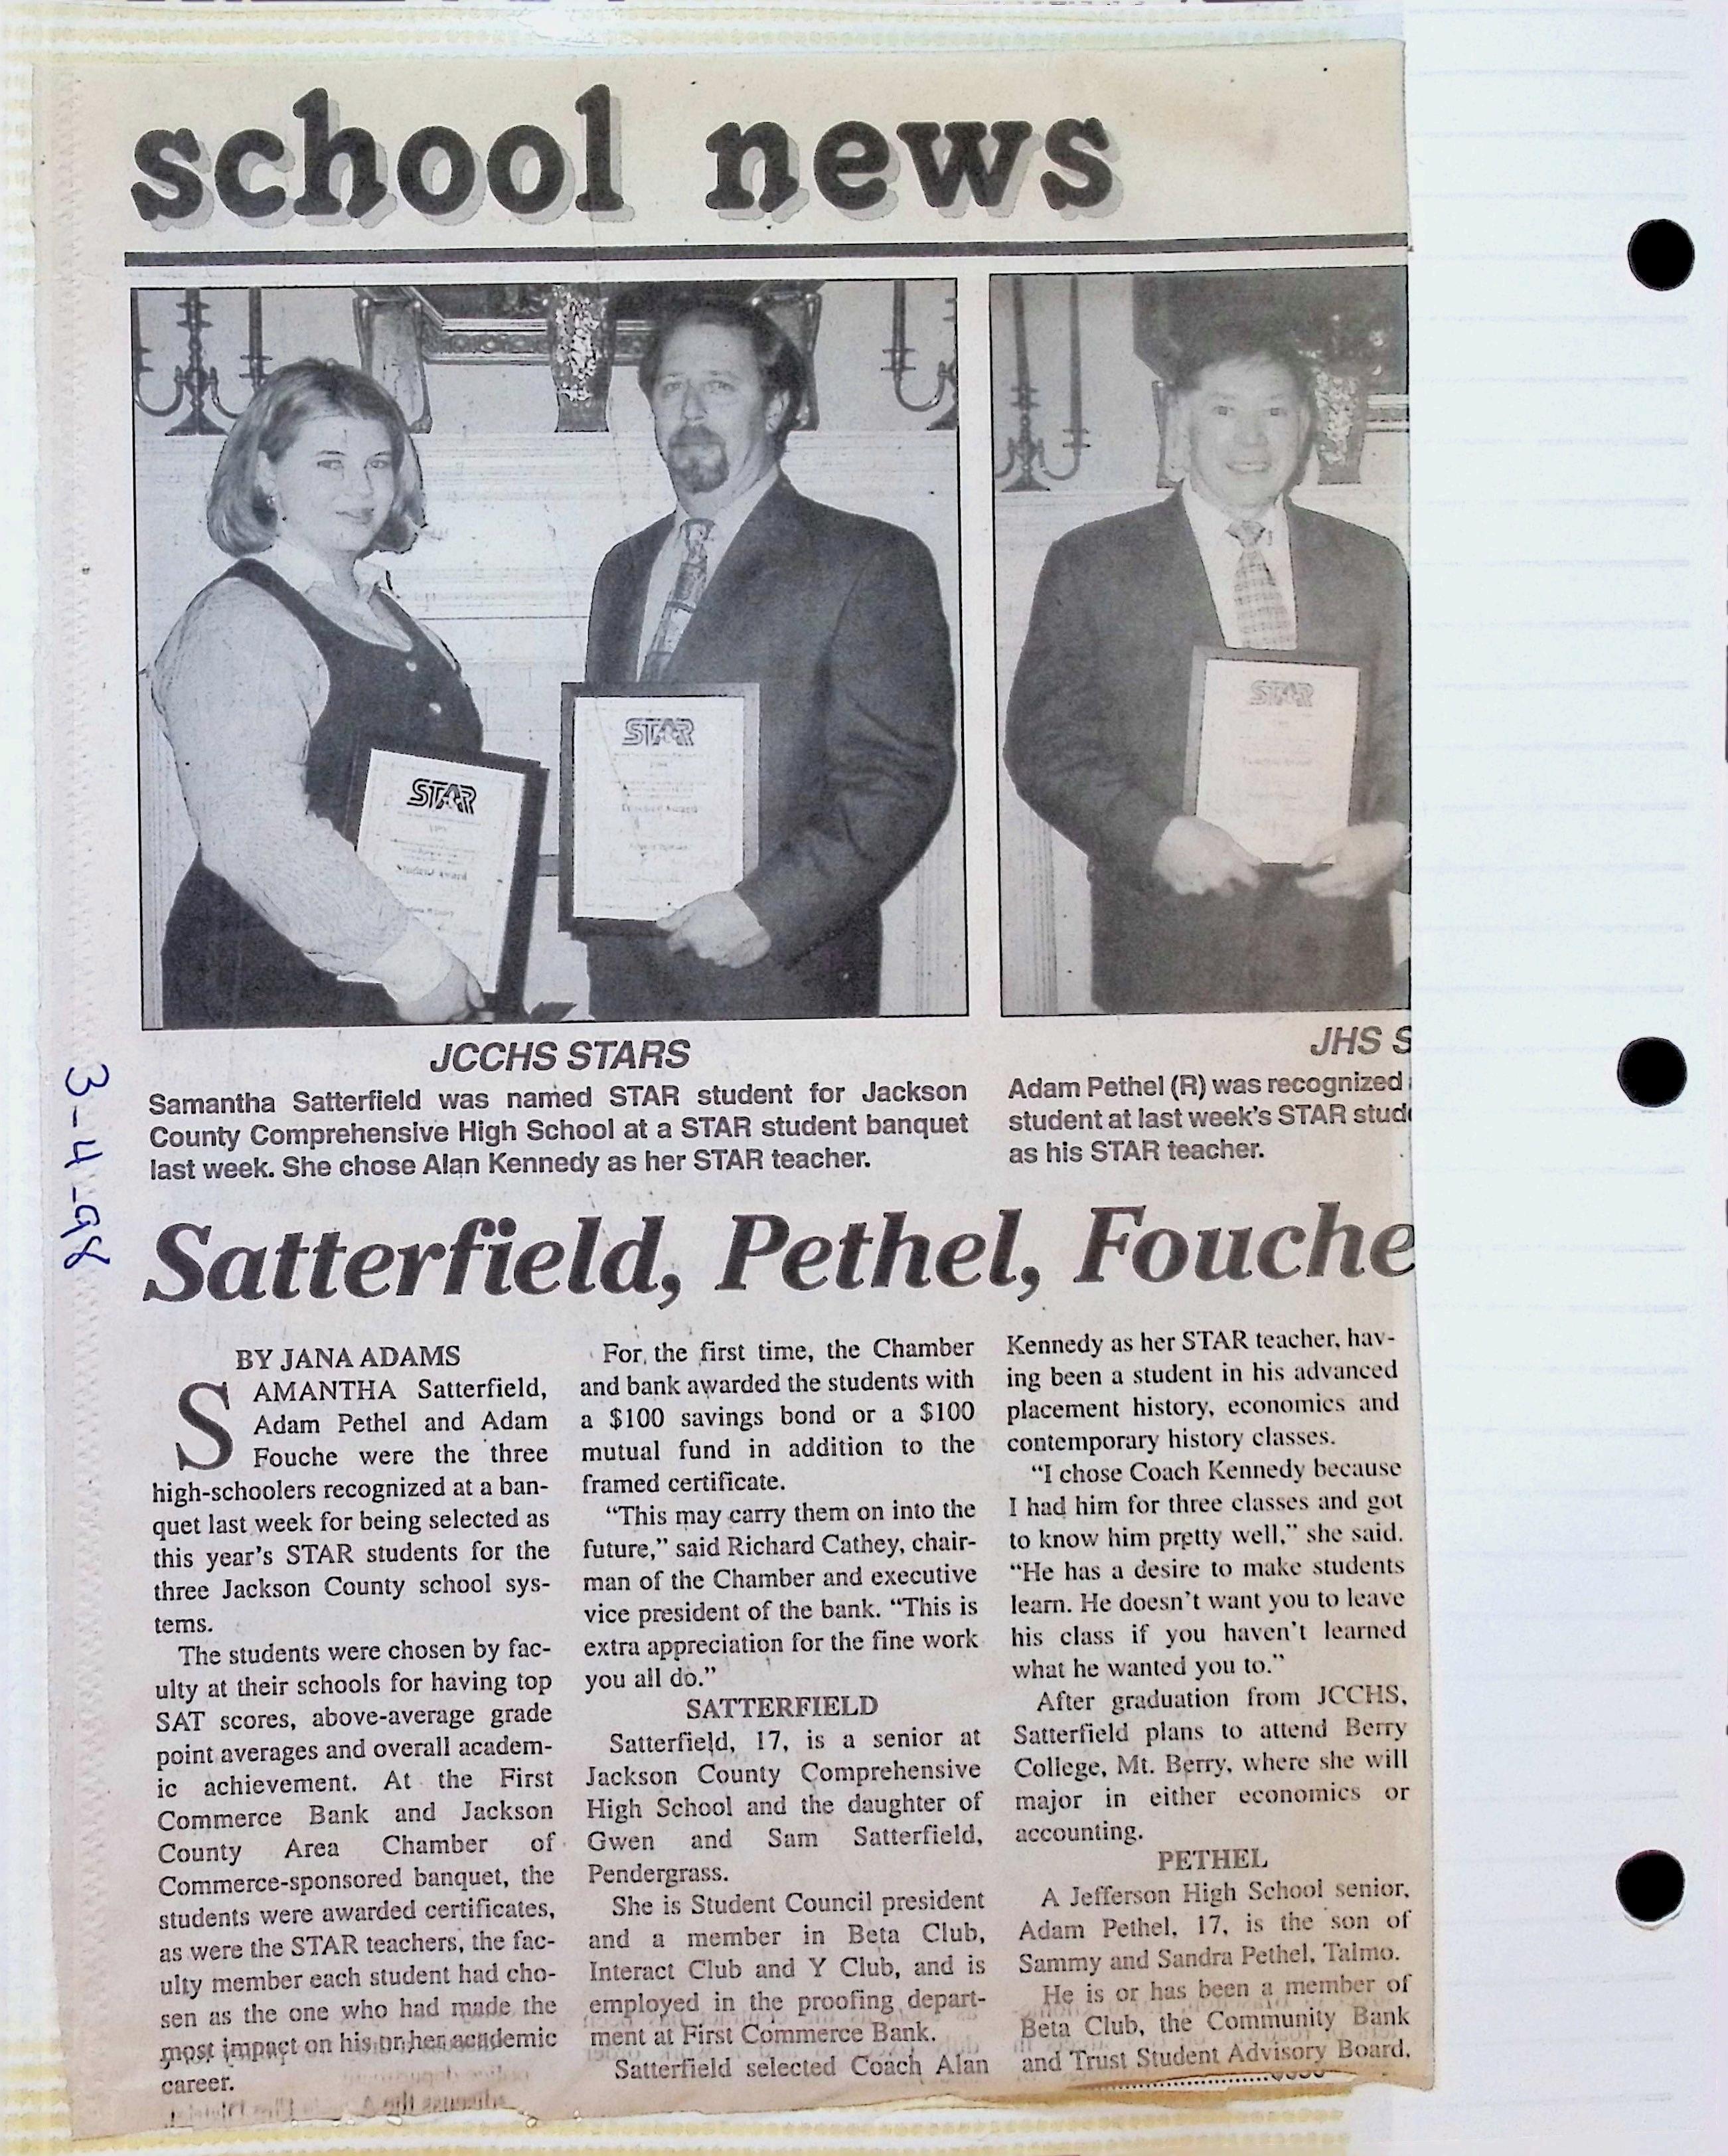 school news
STAR
STAR
STAR
JCCHS STARS
Samantha Satterfield was named STAR student for Jackson
County Comprehensive High School at a STAR student banquet
last week. She chose Alan Kennedy as her STAR teacher.
JHS S
Adam Pethel (R) was recognized
student at last week's STAR stud
as his STAR teacher.
3-4-98
Satterfield, Pethel, Fouche
BY JANA ADAMS
SAMANTHA Satterfield,
Adam Pethel and Adam
Fouche were the three
high-schoolers recognized at a ban-
quet last week for being selected as
this year's STAR students for the
three Jackson County school sys-
tems.
The students were chosen by fac-
ulty at their schools for having top
SAT scores, above-average grade
point averages and overall academ-
ic achievement. At the First
Commerce Bank and Jackson
County Area Chamber of
Commerce-sponsored banquet, the
students were awarded certificates,
as were the STAR teachers, the fac-
ulty member each student had cho-
sen as the one who had made the
most impact on his or her academic
career.
For the first time, the Chamber
and bank awarded the students with
a $100 savings bond or a $100
mutual fund in addition to the
framed certificate.
“This may carry them on into the
future,” said Richard Cathey, chair-
man of the Chamber and executive
vice president of the bank. “This is
extra appreciation for the fine work
you all do.”
SATTERFIELD
Satterfield, 17, is a senior at
Jackson County Comprehensive
High School and the daughter of
Gwen and Sam Satterfield,
Pendergrass.
She is Student Council president
and a member in Beta Club,
Interact Club and Y Club, and is
employed in the proofing depart-
ment at First Commerce Bank.
Satterfield selected Coach Alan
Kennedy as her STAR teacher, hav-
ing been a student in his advanced
placement history, economics and
contemporary history classes.
“I chose Coach Kennedy because
I had him for three classes and got
to know him pretty well,” she said.
“He has a desire to make students
learn. He doesn't want you to leave
his class if you haven't learned
what he wanted you to.”
After graduation from JCCHS,
Satterfield plans to attend Berry
College, Mt. Berry, where she will
major in either economics or
accounting.
PETHEL
A Jefferson High School senior,
Adam Pethel, 17, is the son of
Sammy and Sandra Pethel, Talmo.
He is or has been a member of
Beta Club, the Community Bank
and Trust Student Advisory Board,